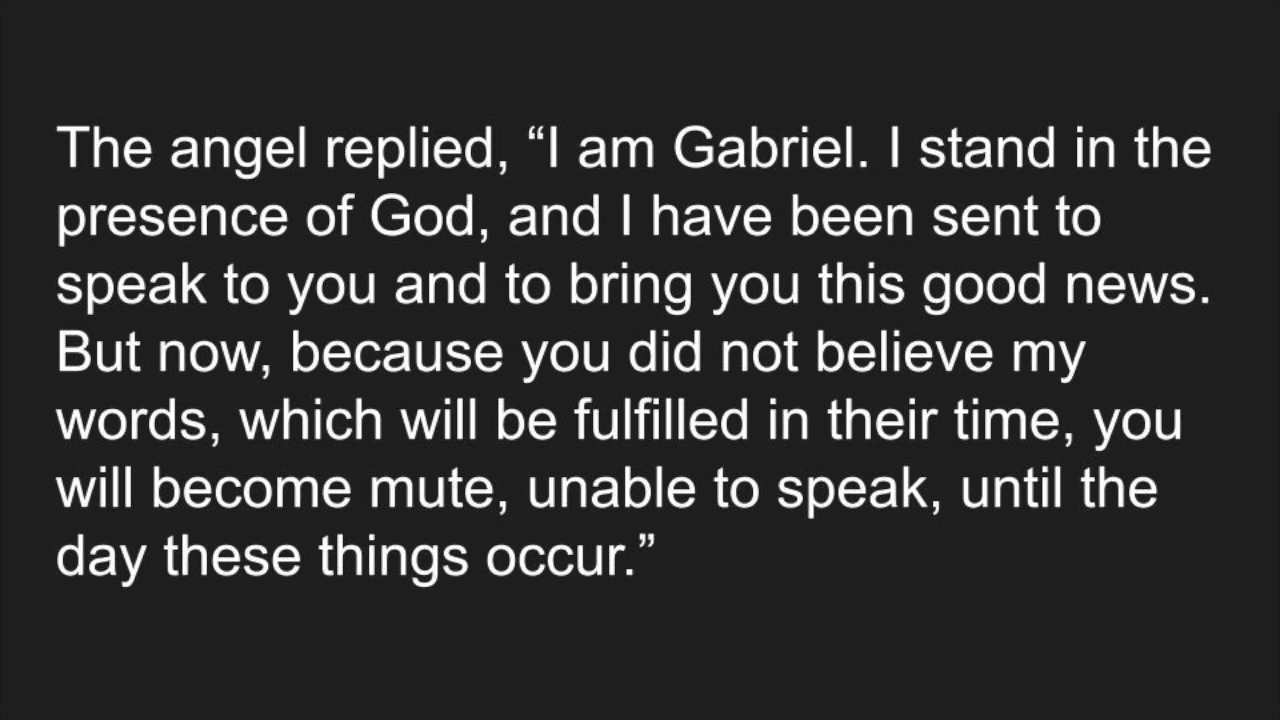 The angel replied, “I am Gabriel. I stand in the
presence of God, and I have been sent to
speak to you and to bring you this good news.
But now, because you did not believe my
words, which will be fulfilled in their time, you
will become mute, unable to speak, until the
day these things occur.”